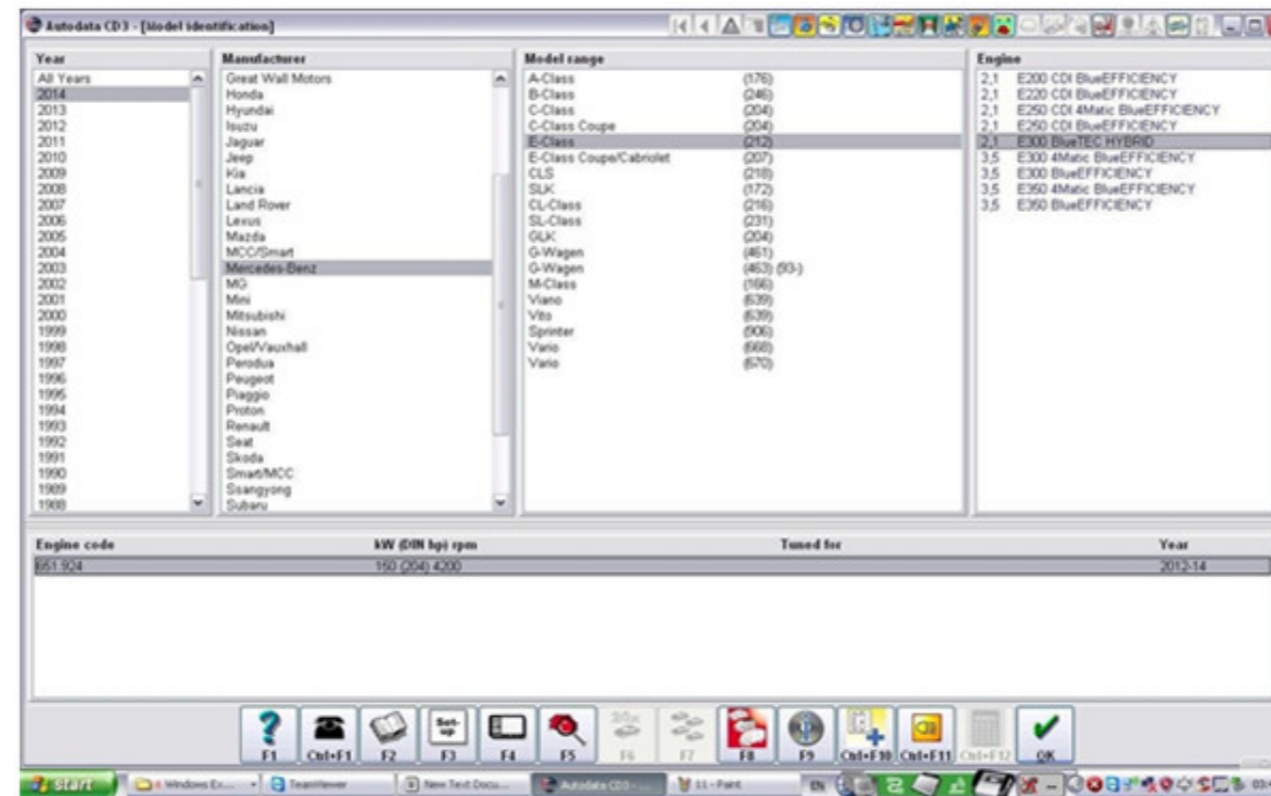 Autodata CD3 - [Model identification]
Year
All Years
2014
2013
2012
2011
2010
2009
2008
2007
2006
2005
2004
2003
2002
2001
2000
1999
1998
1997
1996
1995
1994
1993
1992
1991
1990
1989
1988
Manufacturer
Great Wall Motors
Honda
Hyundai
Isuzu
Jaguar
Jeep
Kia
Lancia
Land Rover
Lexus
Mazda
MCC/Smart
Mercedes-Benz
MG
Mini
Mitsubishi
Nissan
Opel/Vauxhall
Perodua
Peugeot
Piaggio
Proton
Renault
Seat
Skoda
Smart/MCC
Ssangyong
Subaru
Model range
A-Class (176)
B-Class (246)
C-Class (204)
C-Class Coupe (204)
E-Class (212)
E-Class Coupe/Cabriolet (207)
CLS (218)
SLK (172)
CL-Class (216)
SL-Class (231)
GLK (204)
G-Wagen (461)
G-Wagen (463) (93-)
M-Class (166)
Viano (639)
Vito (639)
Sprinter (906)
Vario (668)
Vario (670)
Engine
2,1 E200 CDI BlueEFFICIENCY
2,1 E220 CDI BlueEFFICIENCY
2,1 E250 CDI 4Matic BlueEFFICIENCY
2,1 E250 CDI BlueEFFICIENCY
2,1 E300 BlueTEC HYBRID
3,5 E300 4Matic BlueEFFICIENCY
3,5 E300 BlueEFFICIENCY
3,5 E350 4Matic BlueEFFICIENCY
3,5 E350 BlueEFFICIENCY
Engine code kW (DIN hp) rpm Tuned for Year
651.924 150 (204) 4200 2012-14
Set-up
F1 Ctrl+F1 F2 F3 F4 F5 F6 F7 F8 F9 Ctrl+F10 Ctrl+F11 Ctrl+F12 OK
start Windows Ex... TeamViewer New Text Docu... Autodata CD3 - ... 11 - Paint EN